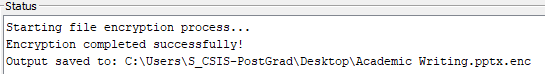 Status
Starting file encryption process...
Encryption completed successfully!
Output saved to: C:\Users\S_CSIS-PostGrad\Desktop\Academic Writing.pptx.enc